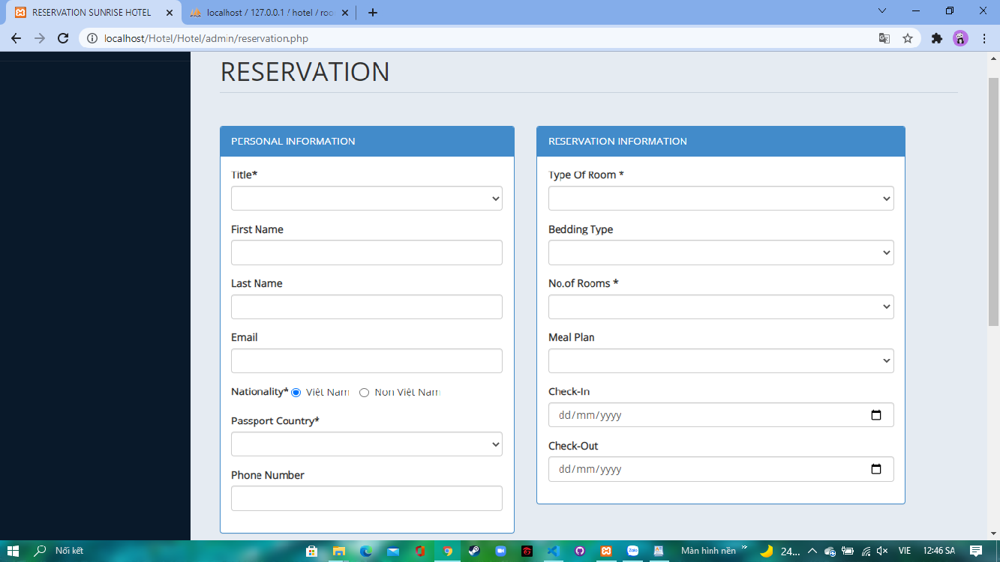 RESERVATION SUNRISE HOTEL
localhost / 127.0.0.1 / hotel / roo
localhost/Hotel/Hotel/admin/reservation.php
RESERVATION
PERSONAL INFORMATION
Title*
First Name
Last Name
Email
Nationality* Việt Nam Non Việt Nam
Passport Country*
Phone Number
RESERVATION INFORMATION
Type Of Room *
Bedding Type
No.of Rooms *
Meal Plan
Check-In
dd/mm/yyyy
Check-Out
dd/mm/yyyy
Nối kết
Zalo
Màn hình nền
24...
VIE
12:46 SA